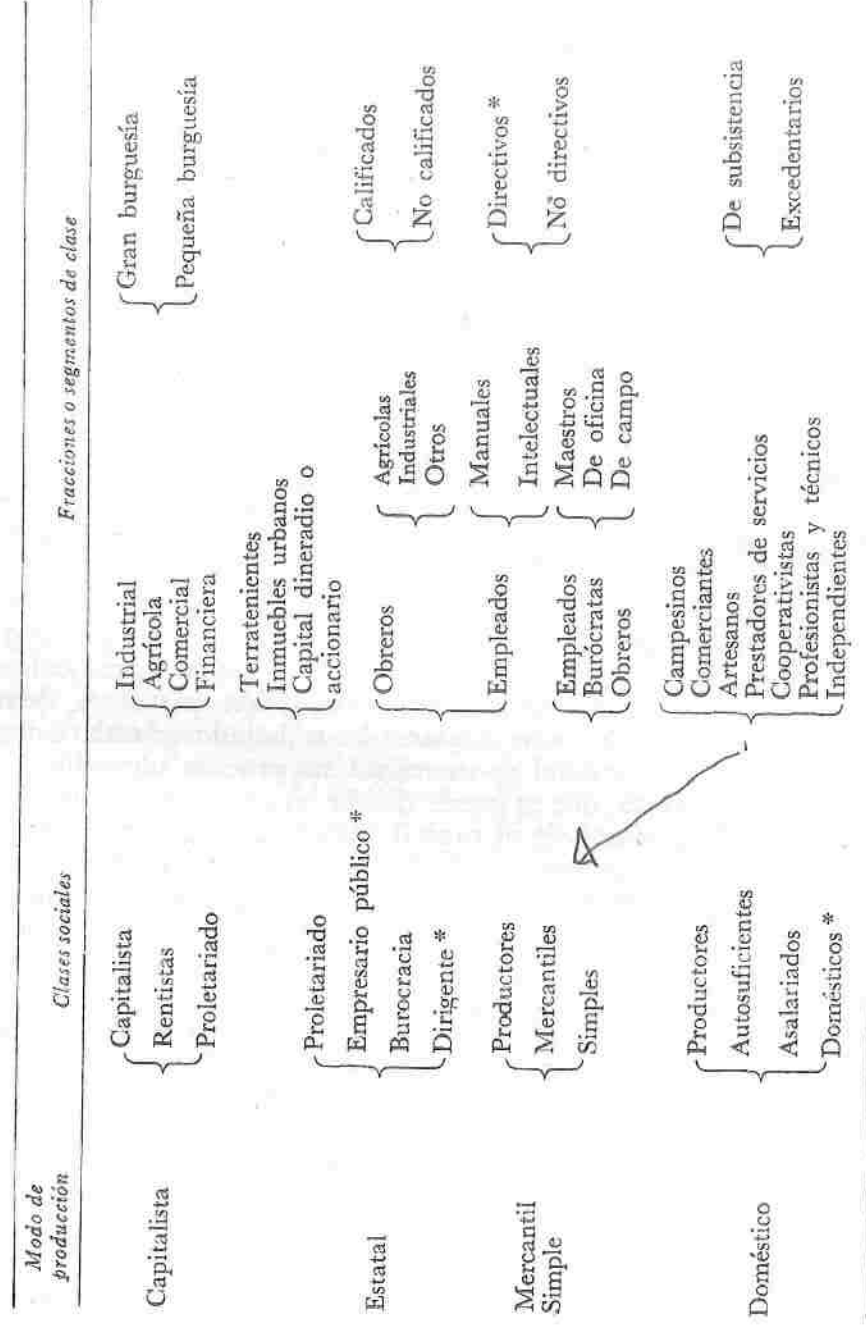 Modo de
producción
Clases sociales
Fracciones o segmentos de clase
Capitalista
Capitalista
Rentistas
Proletariado
Industrial
Agrícola
Comercial
Financiera
Gran burguesía
Pequeña burguesía
Terratenientes
Inmuebles urbanos
Capital dineradio o
accionario
Estatal
Proletariado
Empresario público *
Burocracia
Dirigente *
Obreros
Agrícolas
Industriales
Otros
Calificados
No calificados
Empleados
Manuales
Intelectuales
Directivos *
No directivos
Mercantil
Simple
Productores
Mercantiles
Simples
Empleados
Burócratas
Obreros
Maestros
De oficina
De campo
Doméstico
Productores
Autosuficientes
Asalariados
Domésticos *
Campesinos
Comerciantes
Artesanos
Prestadores de servicios
Cooperativistas
Profesionistas y técnicos
Independientes
De subsistencia
Excedentarios